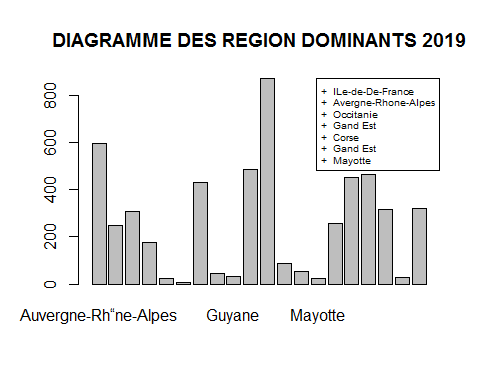 DIAGRAMME DES REGION DOMINANTS 2019
800
600
400
200
0
+ ILe-de-De-France
+ Avergne-Rhone-Alpes
+ Occitanie
+ Gand Est
+ Corse
+ Gand Est
+ Mayotte
Auvergne-Rh“ne-Alpes Guyane Mayotte